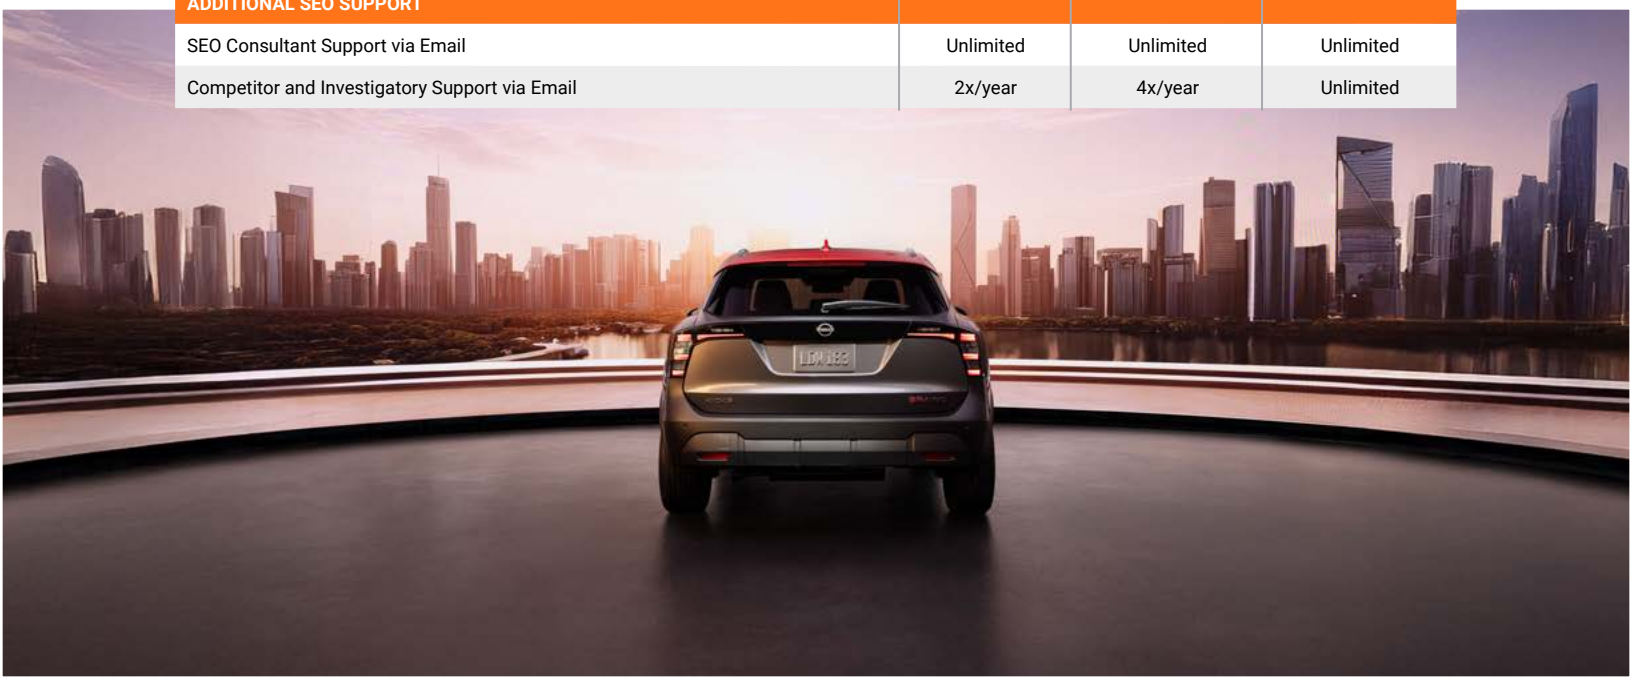 ADDITIONAL SEO SUPPORT
SEO Consultant Support via Email Unlimited Unlimited Unlimited
Competitor and Investigatory Support via Email 2x/year 4x/year Unlimited
KICKS